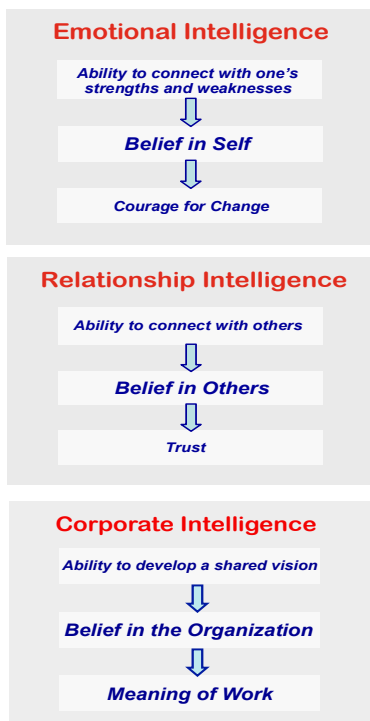 Emotional Intelligence
Ability to connect with one's
strengths and weaknesses
Belief in Self
Courage for Change
Relationship Intelligence
Ability to connect with others
Belief in Others
Trust
Corporate Intelligence
Ability to develop a shared vision
Belief in the Organization
Meaning of Work